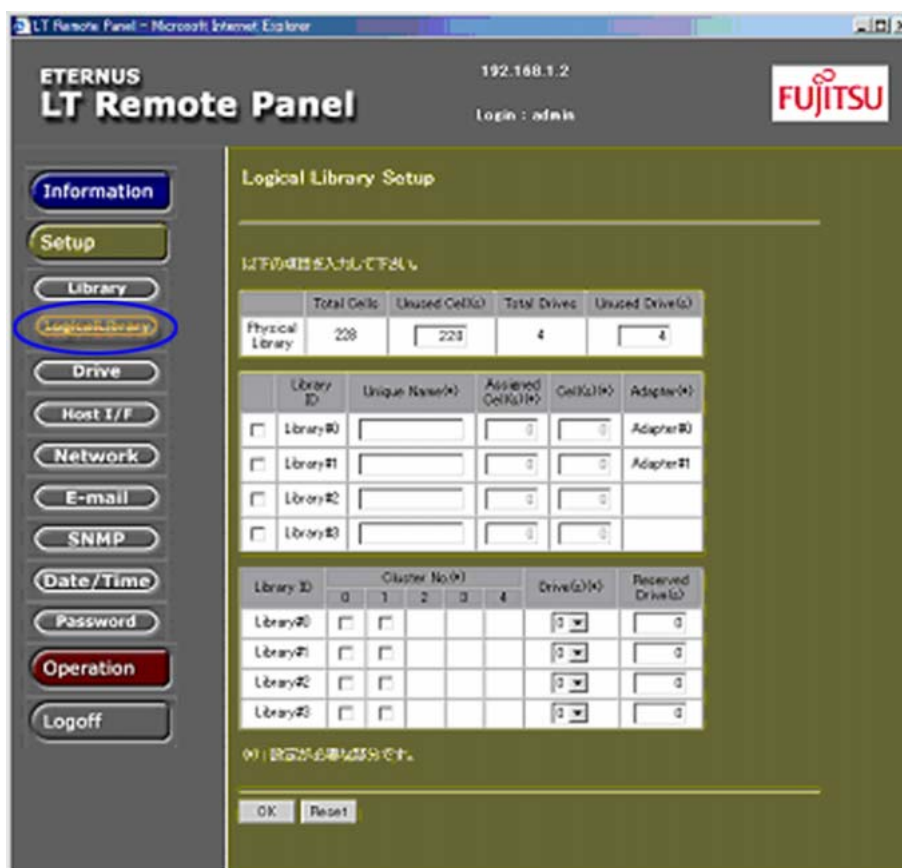 LT Remote Panel - Microsoft Internet Explorer
ETERNUS
LT Remote Panel
192.168.1.2
Login : admin
FUJITSU
Information
Setup
Library
LogicalLibrary
Drive
Host I/F
Network
E-mail
SNMP
Date/Time
Password
Operation
Logoff
Logical Library Setup
以下の項目を入力して下さい。
Total Cells Unused Cell(s) Total Drives Unused Drive(s)
Physical Library 228 228 4 4
Library ID Unique Name(*) Assigned Cell(s)(*) Cell(s)(*) Adapter(*)
Library#0 0 0 Adapter#0
Library#1 0 0 Adapter#1
Library#2 0 0
Library#3 0 0
Library ID Cluster No.(*) Drive(s)(*) Reserved Drive(s)
0 1 2 3 4
Library#0 0 0
Library#1 0 0
Library#2 0 0
Library#3 0 0
(*) : 設定が必要な部分です。
OK Reset